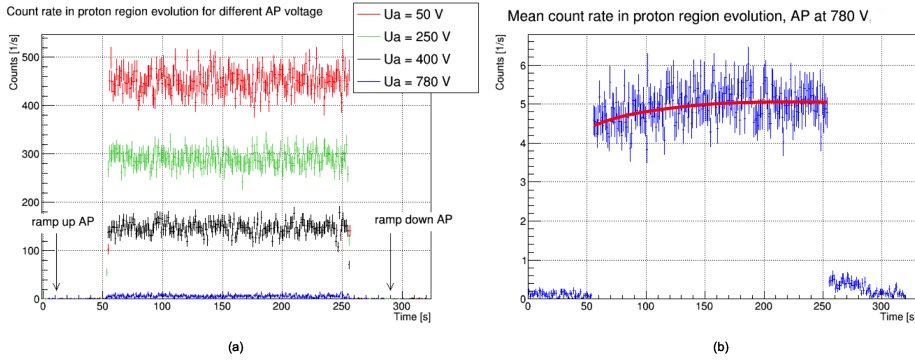 Count rate in proton region evolution for different AP voltage
Ua = 50 V
Ua = 250 V
Ua = 400 V
Ua = 780 V
Counts [1/s]
500
400
300
200
100
0
ramp up AP
ramp down AP
0 50 100 150 200 250 300
Time [s]
(a)
Mean count rate in proton region evolution, AP at 780 V,
Counts [1/s]
8
7
6
5
4
3
2
1
0
0 50 100 150 200 250 300
Time [s]
(b)